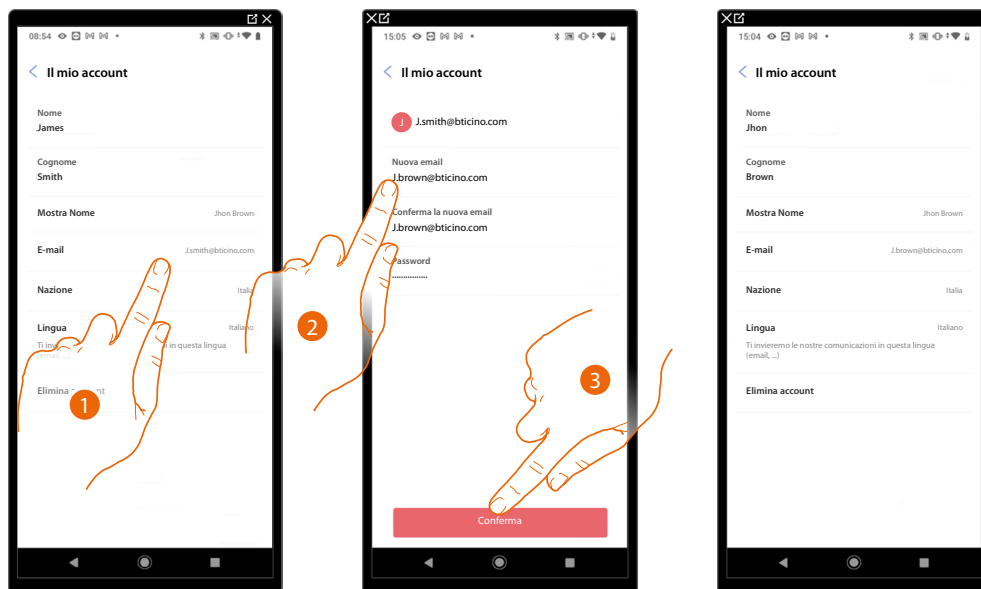 08:54
Il mio account
Nome
James
Cognome
Smith
Mostra Nome Jhon Brown
E-mail J.smith@bticino.com
Nazione Italia
Lingua Italiano
in questa lingua
(email, ...)
Elimina
1
15:05
Il mio account
J J.smith@bticino.com
Nuova email
J.brown@bticino.com
Conferma la nuova email
J.brown@bticino.com
Password
................
2
3
Conferma
15:04
Il mio account
Nome
Jhon
Cognome
Brown
Mostra Nome Jhon Brown
E-mail J.brown@bticino.com
Nazione Italia
Lingua Italiano
Ti invieremo le nostre comunicazioni in questa lingua
(email, ...)
Elimina account